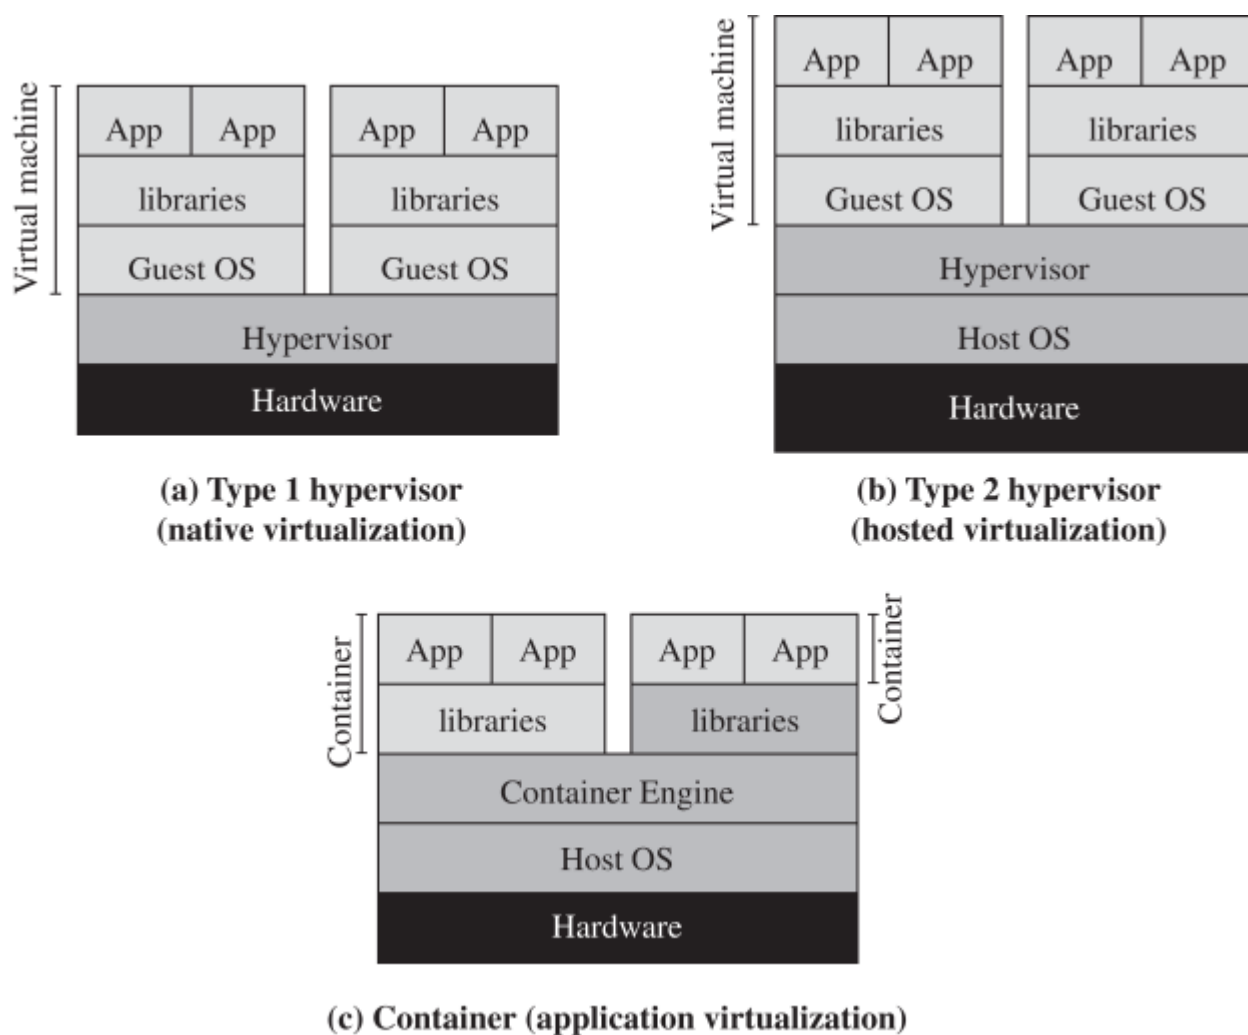 Virtual machine
App App App App
libraries libraries
Guest OS Guest OS
Hypervisor
Hardware
(a) Type 1 hypervisor
(native virtualization)
Virtual machine
App App App App
libraries libraries
Guest OS Guest OS
Hypervisor
Host OS
Hardware
(b) Type 2 hypervisor
(hosted virtualization)
Container
App App App App
Container
libraries libraries
Container Engine
Host OS
Hardware
(c) Container (application virtualization)